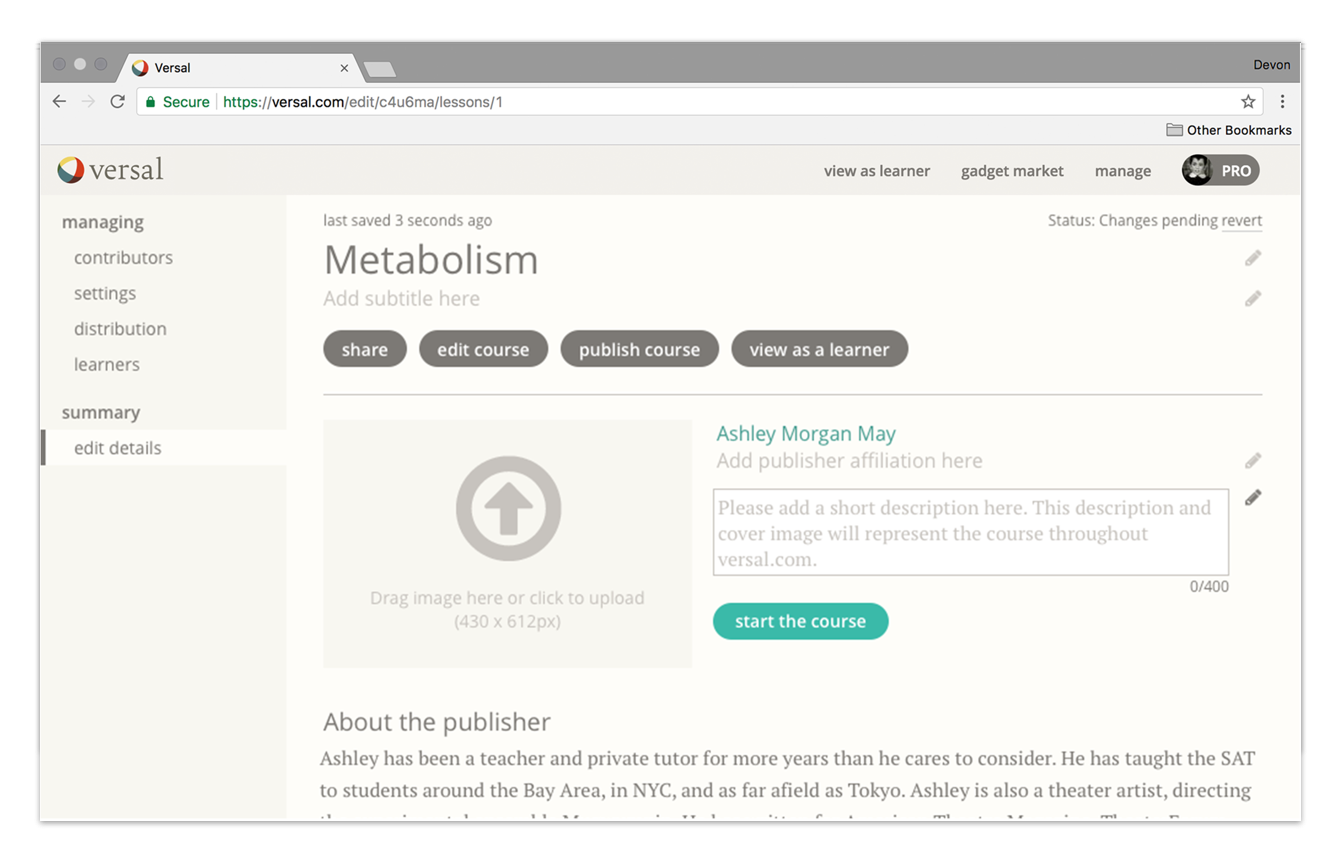 Versal
Devon
Secure https://versal.com/edit/c4u6ma/lessons/1
Other Bookmarks
versal
view as learner gadget market manage PRO
managing
contributors
settings
distribution
learners
summary
edit details
last saved 3 seconds ago
Status: Changes pending revert
Metabolism
Add subtitle here
share edit course publish course view as a learner
Drag image here or click to upload
(430 x 612px)
Ashley Morgan May
Add publisher affiliation here
Please add a short description here. This description and
cover image will represent the course throughout
versal.com.
0/400
start the course
About the publisher
Ashley has been a teacher and private tutor for more years than he cares to consider. He has taught the SAT
to students around the Bay Area, in NYC, and as far afield as Tokyo. Ashley is also a theater artist, directing